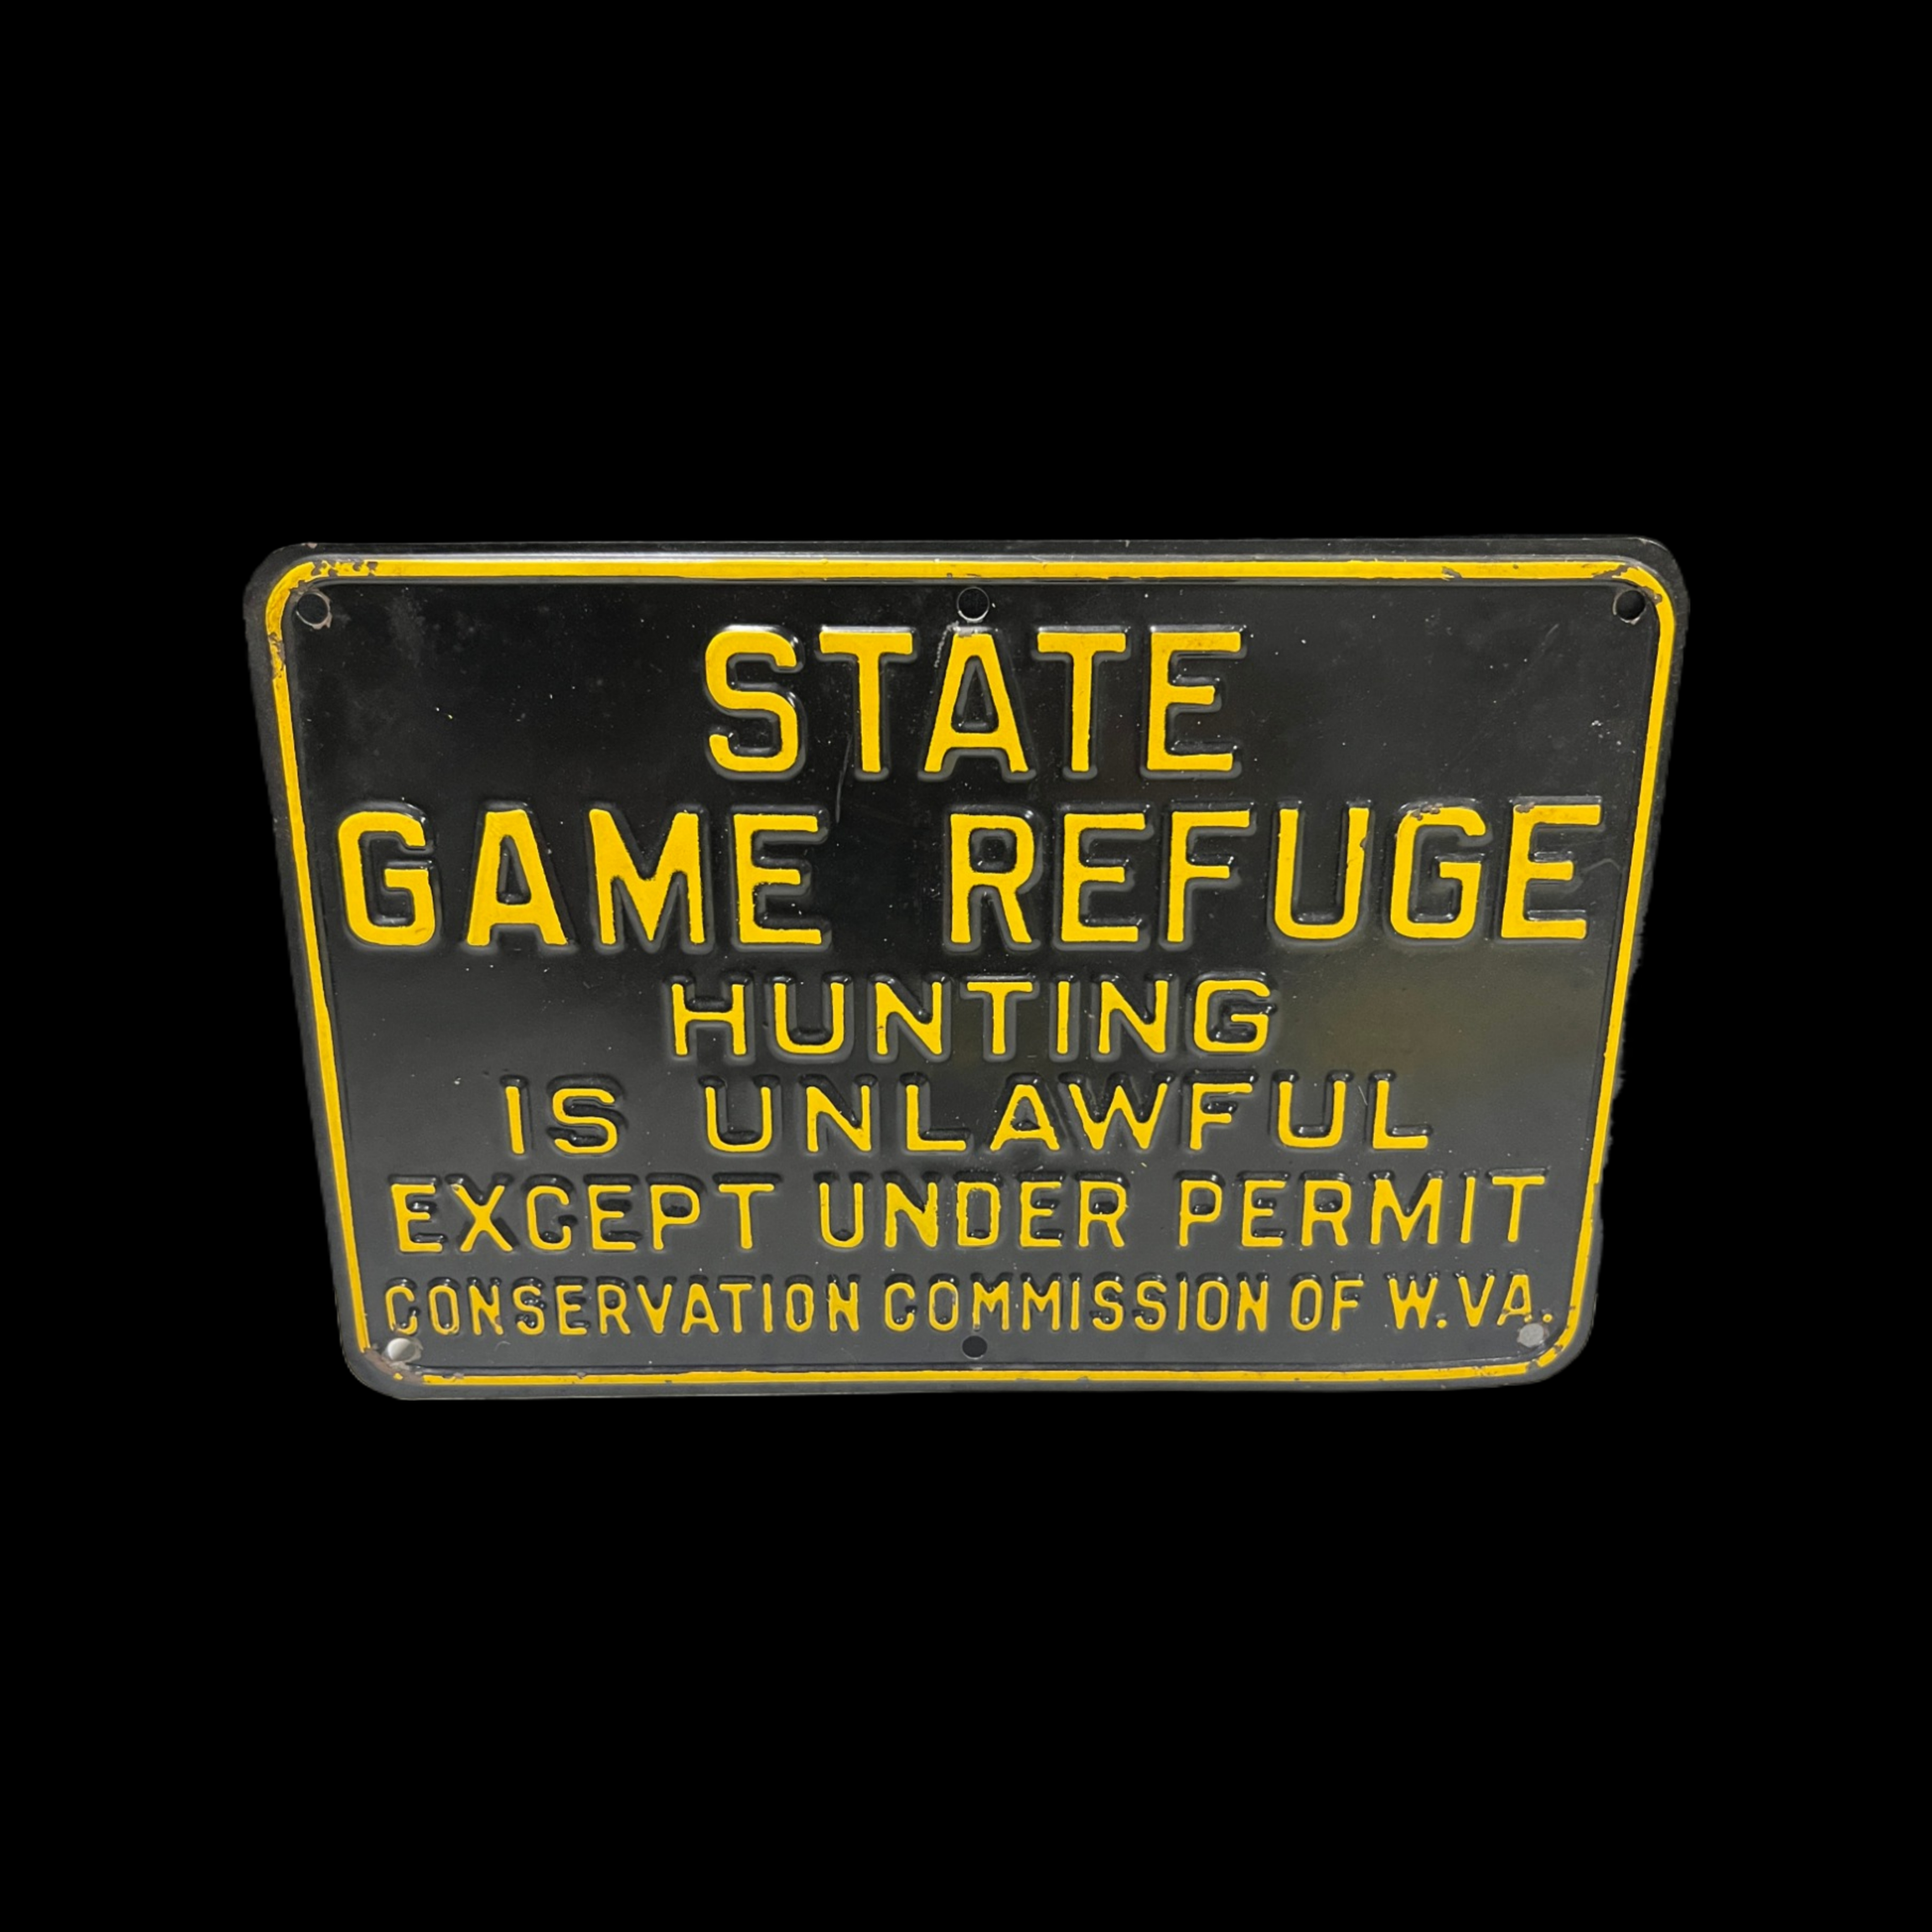 STATE
GAME REFUGE
HUNTING
IS UNLAWFUL
EXCEPT UNDER PERMIT
CONSERVATION COMMISSION OF W.VA.